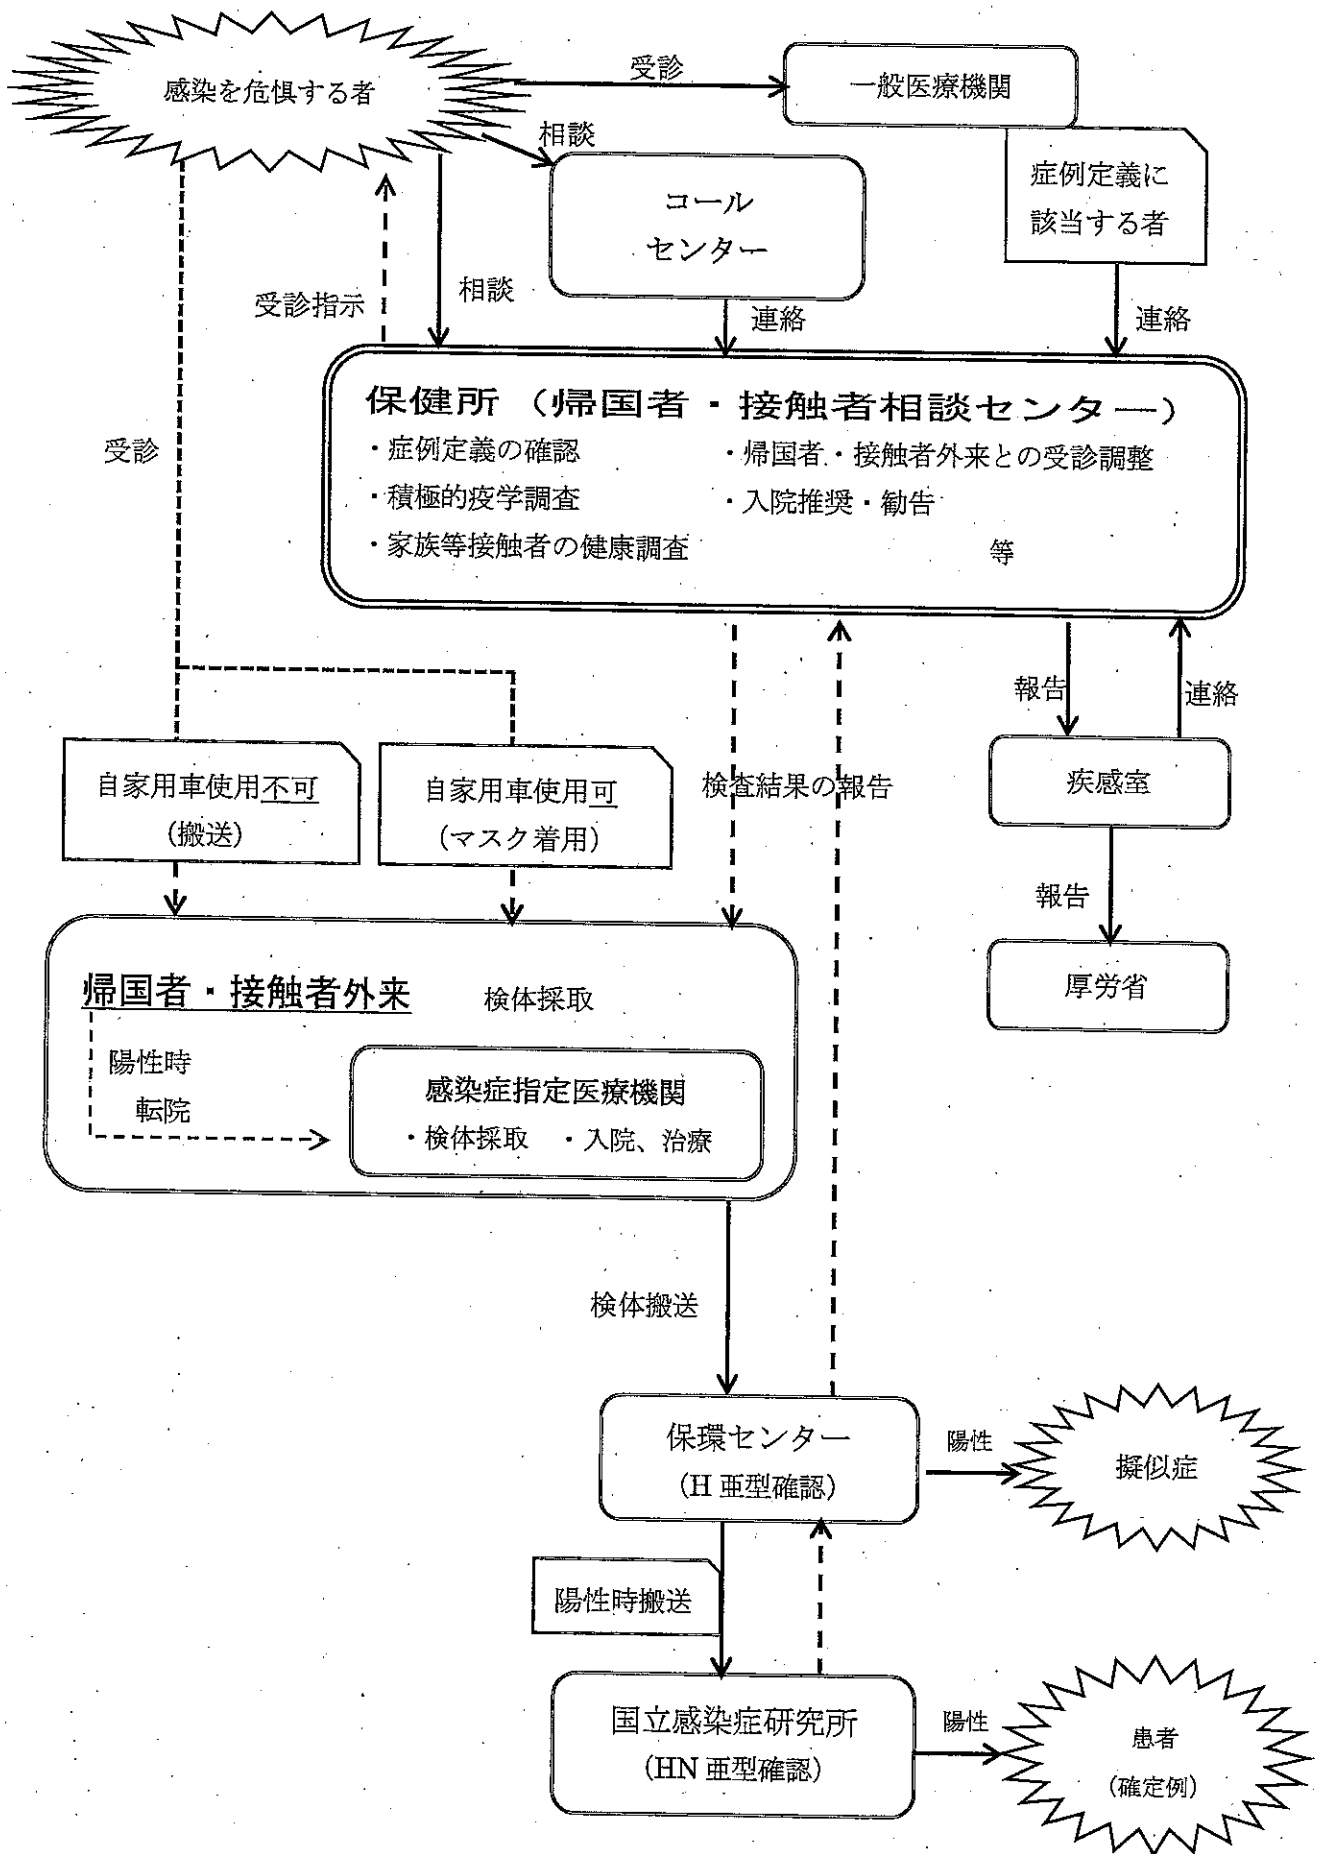 感染を危惧する者
受診
一般医療機関
相談
コール
センター
症例定義に
該当する者
受診指示
相談
連絡
連絡
保健所（帰国者・接触者相談センター）
・症例定義の確認
・帰国者・接触者外来との受診調整
・積極的疫学調査
・入院推奨・勧告
・家族等接触者の健康調査
等
受診
報告
連絡
自家用車使用不可
（搬送）
自家用車使用可
（マスク着用）
検査結果の報告
疾感室
報告
厚労省
帰国者・接触者外来
検体採取
陽性時
転院
感染症指定医療機関
・検体採取 ・入院、治療
検体搬送
保環センター
（H 亜型確認）
陽性
擬似症
陽性時搬送
国立感染症研究所
（HN 亜型確認）
陽性
患者
（確定例）